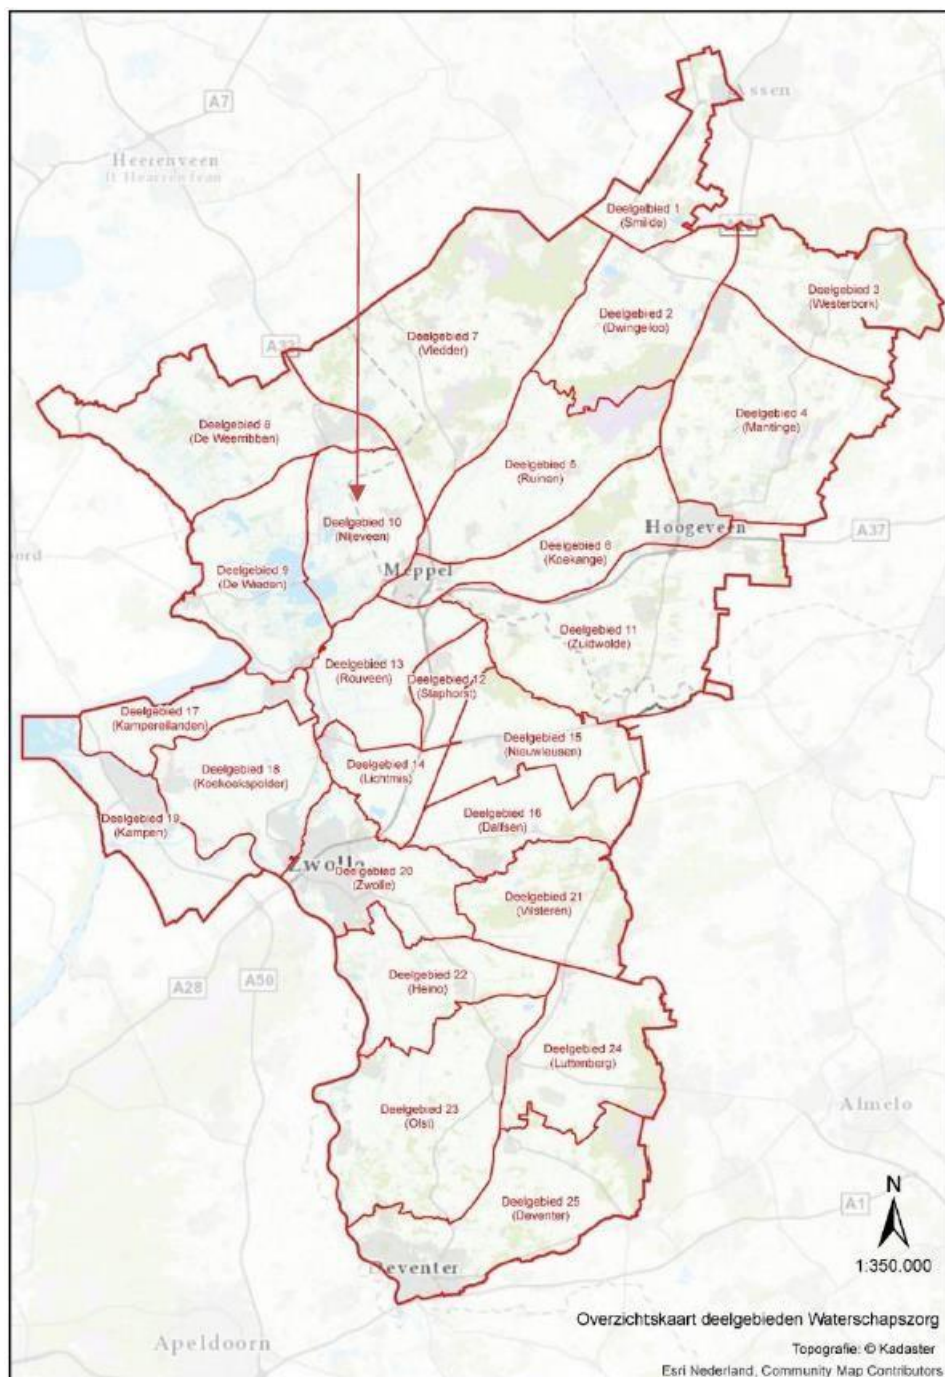 Assen
A7
Heerenveen
It Hearrenfean
Deelgebied 1
(Smilde)
A28
Deelgebied 3
(Westerbork)
Deelgebied 2
(Dwingeloo)
Deelgebied 7
(Vledder)
A32
Deelgebied 4
(Mantinge)
Deelgebied 8
(De Weerribben)
Deelgebied 5
(Ruinen)
Deelgebied 10
(Nijeveen)
Hoogeveen
A37
Deelgebied 6
(Koekange)
oord
Meppel
Deelgebied 9
(De Wieden)
Deelgebied 11
(Zuidwolde)
Deelgebied 13
(Rouveen)
Deelgebied 12
(Staphorst)
Deelgebied 17
(Kampereilanden)
Deelgebied 15
(Nieuwleusen)
Deelgebied 14
(Lichtmis)
Deelgebied 18
(Koekoekspolder)
Deelgebied 16
(Dalfsen)
Deelgebied 19
(Kampen)
Zwolle
Deelgebied 20
(Zwolle)
Deelgebied 21
(Vilsteren)
Deelgebied 22
(Heino)
A28
A50
Deelgebied 24
(Luttenberg)
Almelo
Deelgebied 23
(Olst)
Deelgebied 25
(Deventer)
A1
N
1:350.000
Deventer
Overzichtskaart deelgebieden Waterschapszorg
Apeldoorn
Topografie: © Kadaster
Esri Nederland, Community Map Contributors